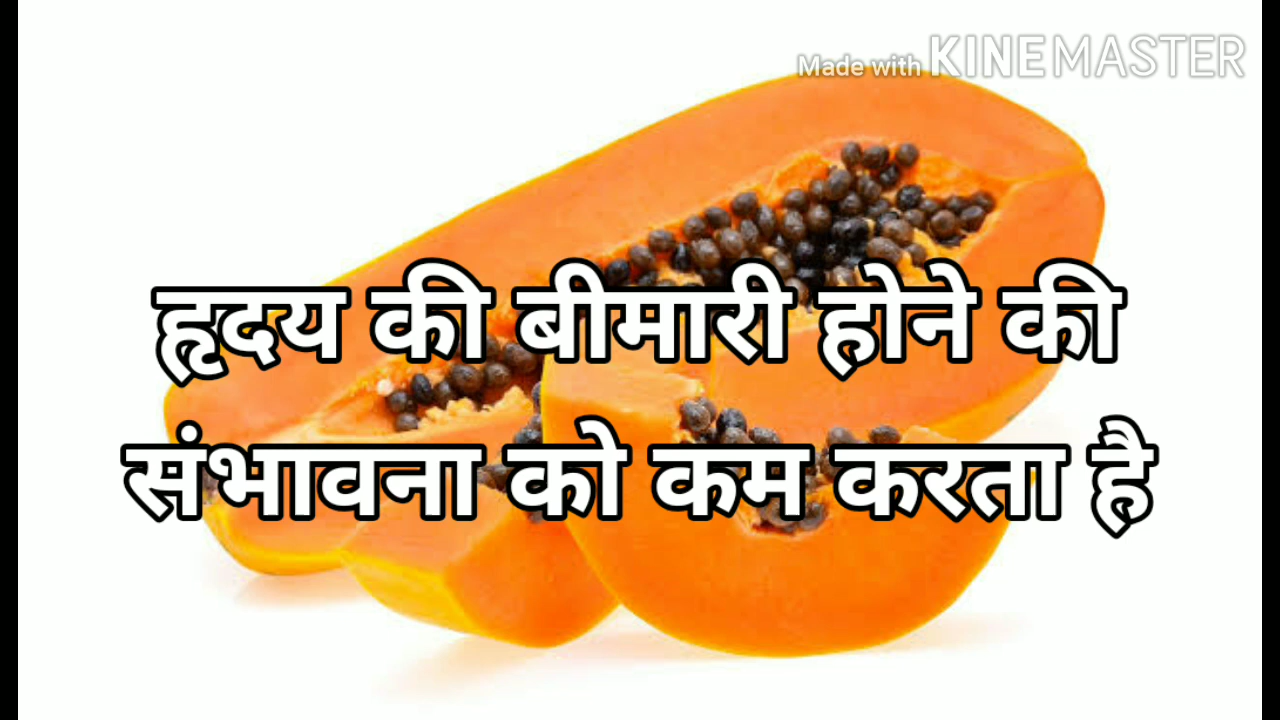 Made with KINEMASTER
हृदय की बीमारी होने की
संभावना को कम करता है